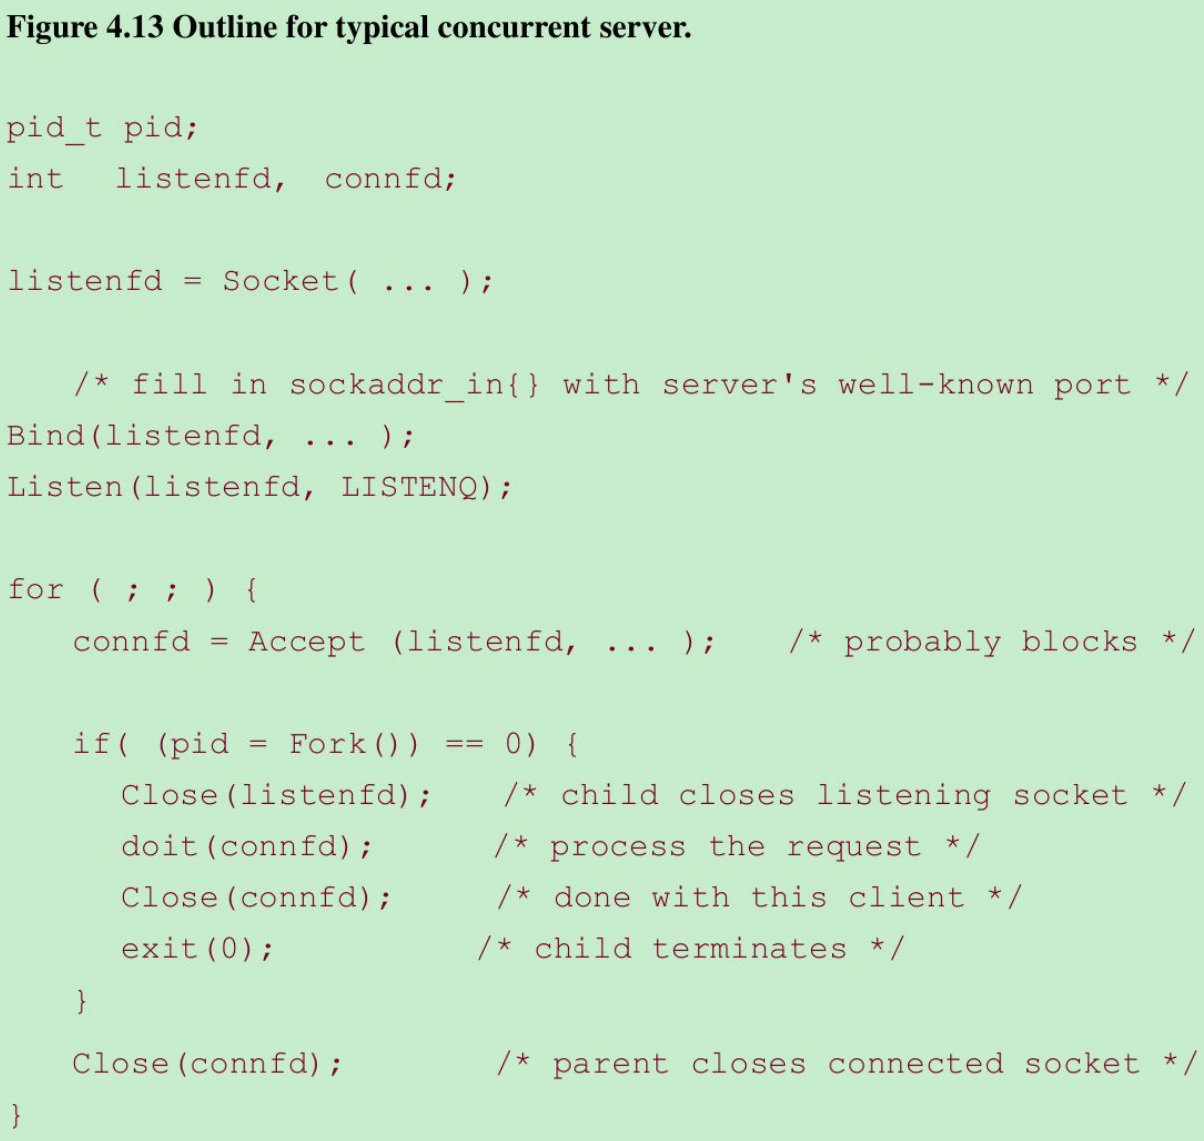 Figure 4.13 Outline for typical concurrent server.
pid_t pid;
int   listenfd,  connfd;
listenfd = Socket( ... );
/* fill in sockaddr_in{} with server's well-known port */
Bind(listenfd, ... );
Listen(listenfd, LISTENQ);
for ( ; ; ) {
connfd = Accept (listenfd, ... );    /* probably blocks */
if( (pid = Fork()) == 0) {
Close(listenfd);    /* child closes listening socket */
doit(connfd);       /* process the request */
Close(connfd);      /* done with this client */
exit(0);            /* child terminates */
}
Close(connfd);         /* parent closes connected socket */
}